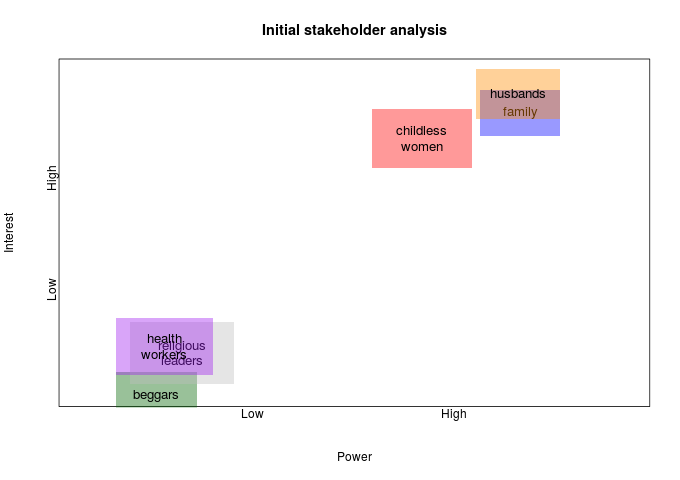 Initial stakeholder analysis
husbands
family
childless
women
High
Interest
Low
health
workers
religious
leaders
beggars
Low
High
Power